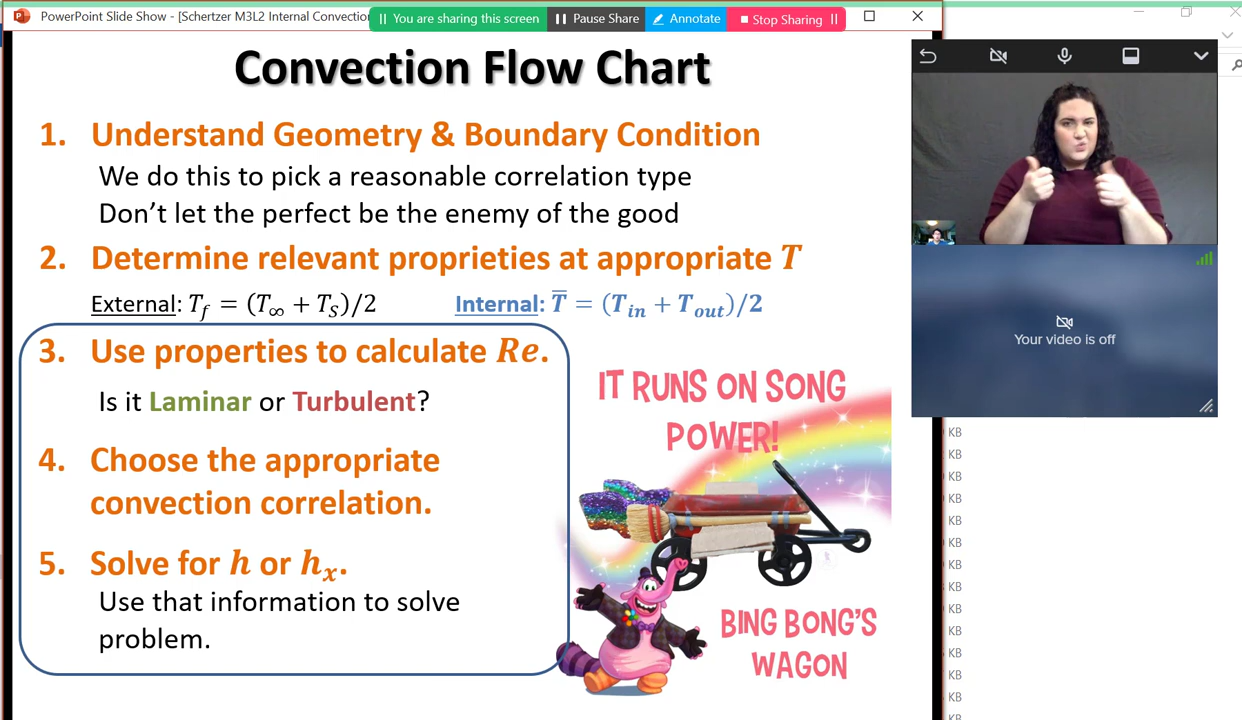 PowerPoint Slide Show - [Schertzer M3L2 Internal Convection
You are sharing this screen
Pause Share
Annotate
Stop Sharing
Convection Flow Chart
1. Understand Geometry & Boundary Condition
We do this to pick a reasonable correlation type
Don’t let the perfect be the enemy of the good
2. Determine relevant proprieties at appropriate T
External: T_f = (T_∞ + T_S)/2
Internal: T̅ = (T_in + T_out)/2
3. Use properties to calculate Re.
Is it Laminar or Turbulent?
4. Choose the appropriate
convection correlation.
5. Solve for h or h_x.
Use that information to solve
problem.
IT RUNS ON SONG
POWER!
BING BONG'S
WAGON
Your video is off
KB
KB
KB
KB
KB
KB
KB
KB
KB
KB
KB
KB
KB
KB